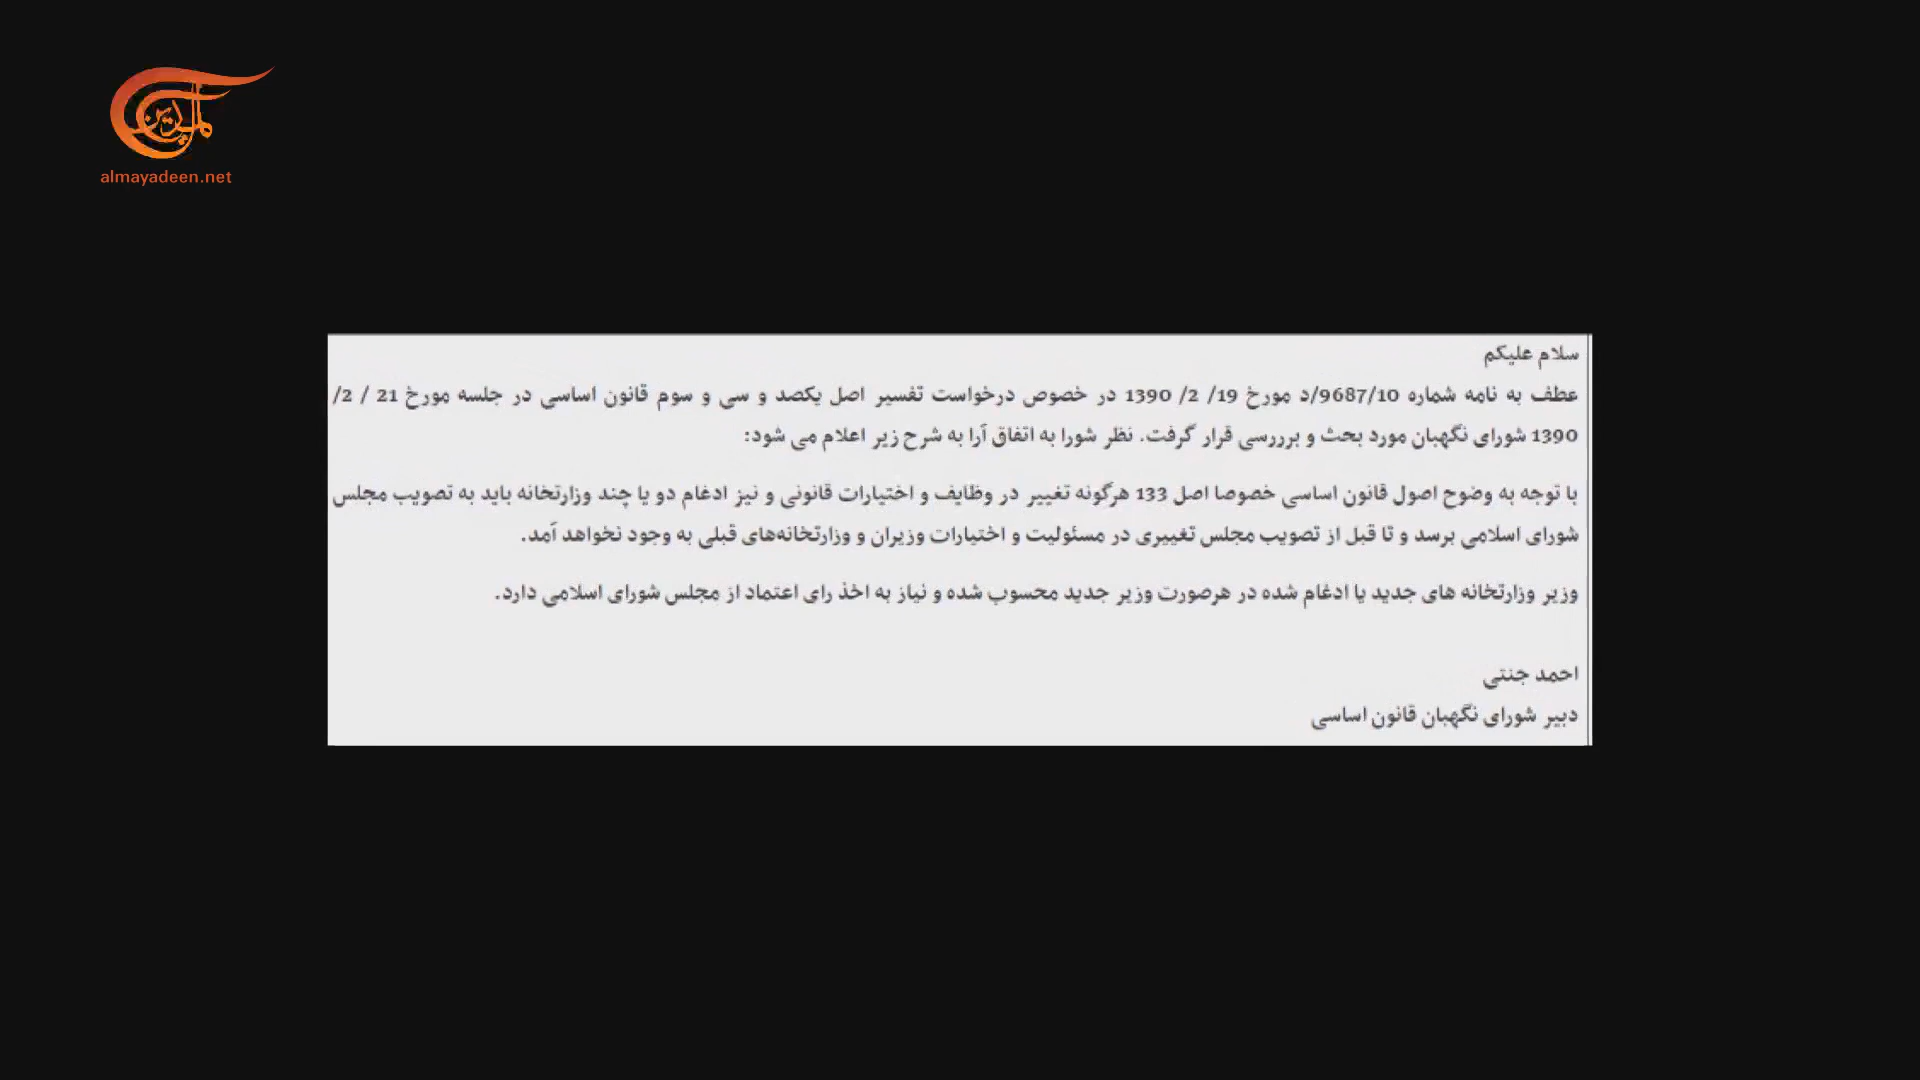 الميادين
almayadeen.net
سلام علیکم
عطف به نامه شماره 9687/10/د مورخ 19/ 2/ 1390 در خصوص درخواست تفسیر اصل یکصد و سی و سوم قانون اساسی در جلسه مورخ 21 / 2/
1390 شورای نگهبان مورد بحث و برررسی قرار گرفت. نظر شورا به اتفاق آرا به شرح زیر اعلام می شود:
با توجه به وضوح اصول قانون اساسی خصوصا اصل 133 هرگونه تغییر در وظایف و اختیارات قانونی و نیز ادغام دو یا چند وزارتخانه باید به تصویب مجلس
شورای اسلامی برسد و تا قبل از تصویب مجلس تغییری در مسئولیت و اختیارات وزیران و وزارتخانه‌های قبلی به وجود نخواهد آمد.
وزیر وزارتخانه های جدید یا ادغام شده در هرصورت وزیر جدید محسوب شده و نیاز به اخذ رای اعتماد از مجلس شورای اسلامی دارد.
احمد جنتی
دبیر شورای نگهبان قانون اساسی